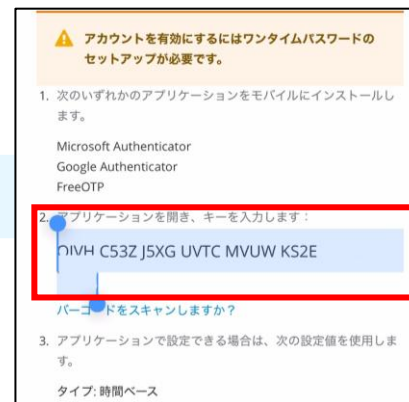 アカウントを有効にするにはワンタイムパスワードの
セットアップが必要です。
1. 次のいずれかのアプリケーションをモバイルにインストールし
ます。
Microsoft Authenticator
Google Authenticator
FreeOTP
2. アプリケーションを開き、キーを入力します：
C53Z J5XG UVTC MVUW KS2E
バーコードをスキャンしますか？
3. アプリケーションで設定できる場合は、次の設定値を使用しま
す。
タイプ: 時間ベース